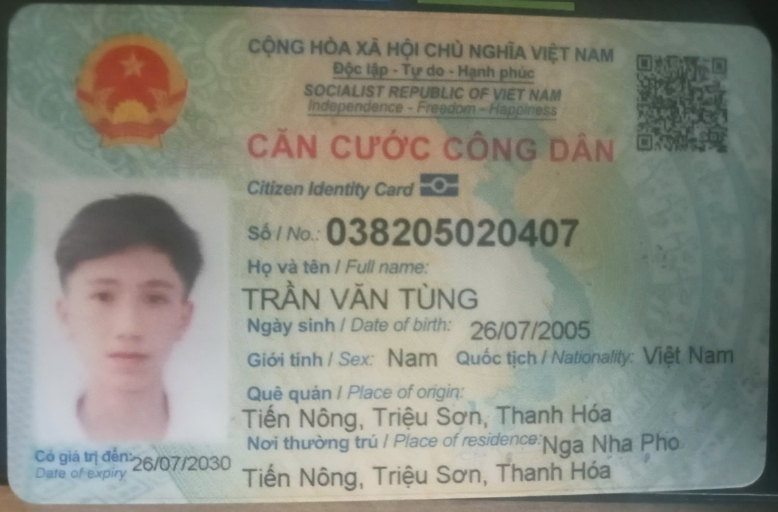 CỘNG HÒA XÃ HỘI CHỦ NGHĨA VIỆT NAM
Độc lập - Tự do - Hạnh phúc
SOCIALIST REPUBLIC OF VIET NAM
Independence - Freedom - Happiness
CĂN CƯỚC CÔNG DÂN
Citizen Identity Card
Số / No.: 038205020407
Họ và tên / Full name:
TRẦN VĂN TÙNG
Ngày sinh / Date of birth: 26/07/2005
Giới tính / Sex: Nam Quốc tịch / Nationality: Việt Nam
Quê quán / Place of origin:
Tiến Nông, Triệu Sơn, Thanh Hóa
Nơi thường trú / Place of residence: Nga Nha Pho
Tiến Nông, Triệu Sơn, Thanh Hóa
Có giá trị đến: 26/07/2030
Date of expiry